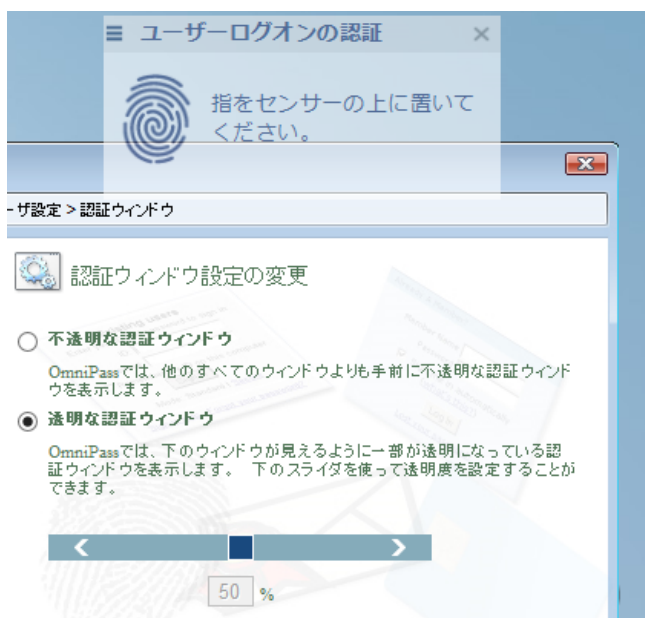 ユーザーログオンの認証
指をセンサーの上に置いて
ください。
ーザ設定 > 認証ウィンドウ
認証ウィンドウ設定の変更
不透明な認証ウィンドウ
OmniPassでは、他のすべてのウィンドウよりも手前に不透明な認証ウィンド
ウを表示します。
透明な認証ウィンドウ
OmniPassでは、下のウィンドウが見えるように一部が透明になっている認
証ウィンドウを表示します。 下のスライダを使って透明度を設定することが
できます。
50 %